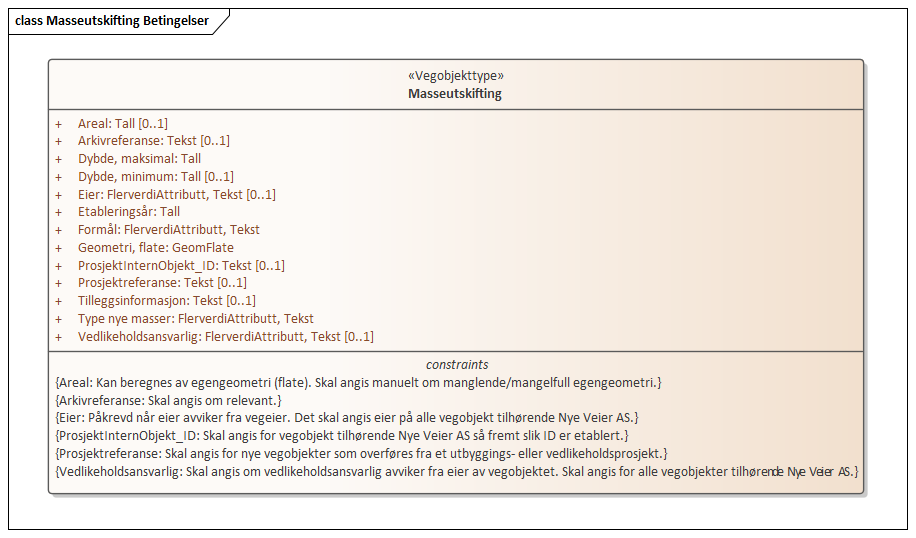 class Masseutskifting Betingelser
«Vegobjekttype»
Masseutskifting
+ Areal: Tall [0..1]
+ Arkivreferanse: Tekst [0..1]
+ Dybde, maksimal: Tall
+ Dybde, minimum: Tall [0..1]
+ Eier: FlerverdiAttributt, Tekst [0..1]
+ Etableringsår: Tall
+ Formål: FlerverdiAttributt, Tekst
+ Geometri, flate: GeomFlate
+ ProsjektInternObjekt_ID: Tekst [0..1]
+ Prosjektreferanse: Tekst [0..1]
+ Tilleggsinformasjon: Tekst [0..1]
+ Type nye masser: FlerverdiAttributt, Tekst
+ Vedlikeholdsansvarlig: FlerverdiAttributt, Tekst [0..1]
constraints
{Areal: Kan beregnes av egengeometri (flate). Skal angis manuelt om manglende/mangelfull egengeometri.}
{Arkivreferanse: Skal angis om relevant.}
{Eier: Påkrevd når eier avviker fra vegeier. Det skal angis eier på alle vegobjekt tilhørende Nye Veier AS.}
{ProsjektInternObjekt_ID: Skal angis for vegobjekt tilhørende Nye Veier AS så fremt slik ID er etablert.}
{Prosjektreferanse: Skal angis for nye vegobjekter som overføres fra et utbyggings- eller vedlikeholdsprosjekt.}
{Vedlikeholdsansvarlig: Skal angis om vedlikeholdsansvarlig avviker fra eier av vegobjektet. Skal angis for alle vegobjekter tilhørende Nye Veier AS.}